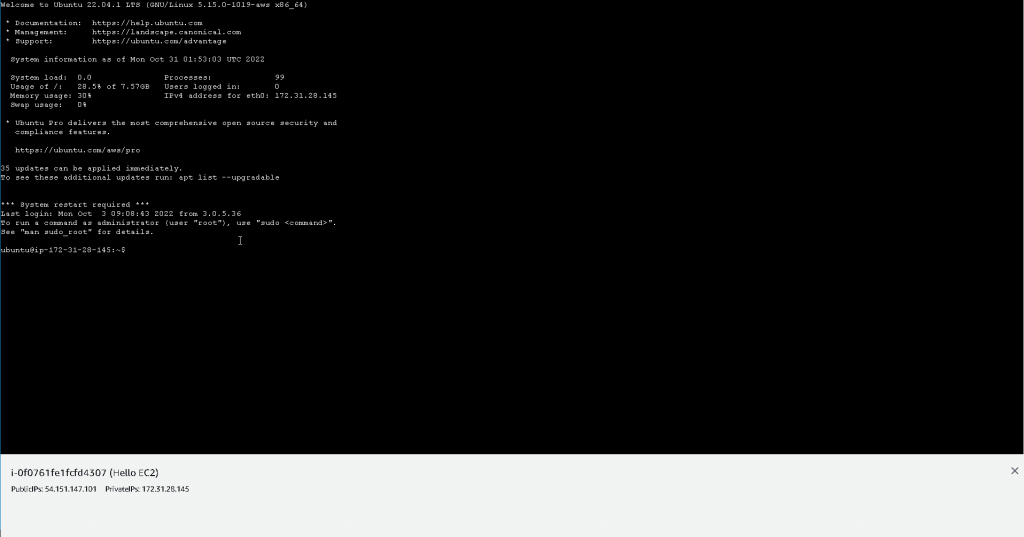 Welcome to Ubuntu 22.04.1 LTS (GNU/Linux 5.15.0-1019-aws x86_64)
* Documentation: https://help.ubuntu.com
* Management: https://landscape.canonical.com
* Support: https://ubuntu.com/advantage
System information as of Mon Oct 31 01:53:03 UTC 2022
System load: 0.0 Processes: 99
Usage of /: 28.5% of 7.57GB Users logged in: 0
Memory usage: 30% IPv4 address for eth0: 172.31.28.145
Swap usage: 0%
* Ubuntu Pro delivers the most comprehensive open source security and
compliance features.
https://ubuntu.com/aws/pro
35 updates can be applied immediately.
To see these additional updates run: apt list --upgradable
*** System restart required ***
Last login: Mon Oct 3 09:08:43 2022 from 3.0.5.36
To run a command as administrator (user "root"), use "sudo <command>".
See "man sudo_root" for details.
ubuntu@ip-172-31-28-145:~$
i-0f0761fe1fcfd4307 (Hello EC2)
PublicIPs: 54.151.147.101 PrivateIPs: 172.31.28.145